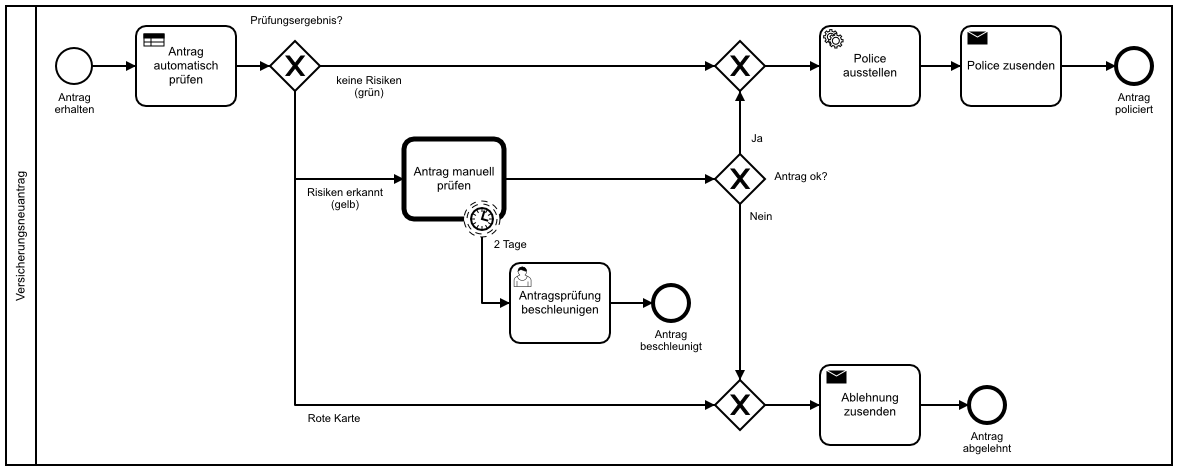 Versicherungsneuantrag
Antrag
erhalten
Antrag
automatisch
prüfen
Prüfungsergebnis?
keine Risiken
(grün)
Police
ausstellen
Police zusenden
Antrag
policiert
Ja
Risiken erkannt
(gelb)
Antrag manuell
prüfen
Antrag ok?
Nein
2 Tage
Antragsprüfung
beschleunigen
Antrag
beschleunigt
Rote Karte
Ablehnung
zusenden
Antrag
abgelehnt